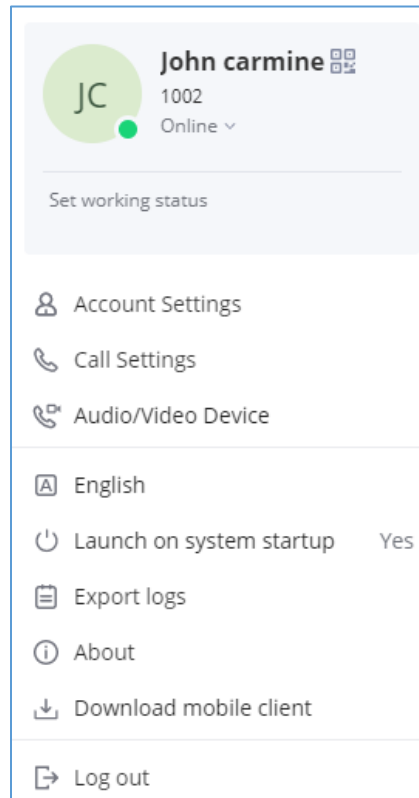 John carmine
JC
1002
Online
Set working status
Account Settings
Call Settings
Audio/Video Device
A English
Launch on system startup Yes
Export logs
About
Download mobile client
Log out